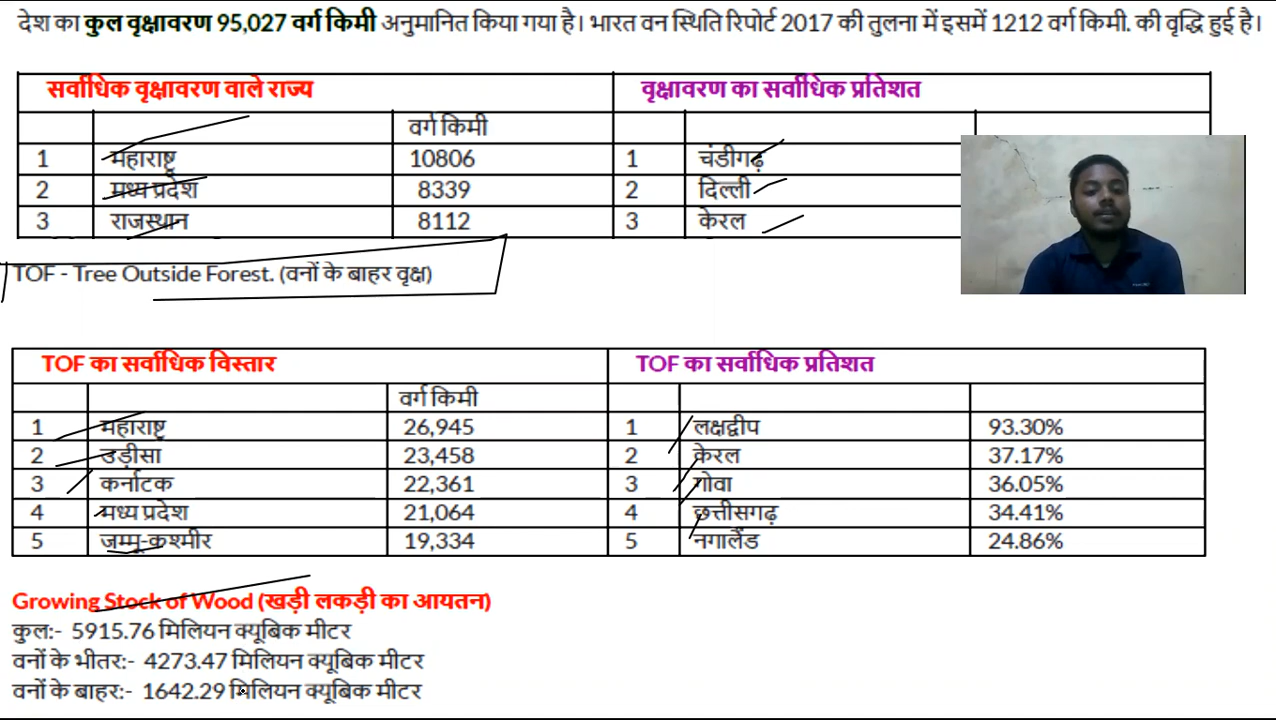 देश का कुल वृक्षावरण 95,027 वर्ग किमी अनुमानित किया गया है। भारत वन स्थिति रिपोर्ट 2017 की तुलना में इसमें 1212 वर्ग किमी. की वृद्धि हुई है।
सर्वाधिक वृक्षावरण वाले राज्य वृक्षावरण का सर्वाधिक प्रतिशत
वर्ग किमी
1 महाराष्ट्र 10806 1 चंडीगढ़
2 मध्य प्रदेश 8339 2 दिल्ली
3 राजस्थान 8112 3 केरल
TOF - Tree Outside Forest. (वनों के बाहर वृक्ष)
TOF का सर्वाधिक विस्तार TOF का सर्वाधिक प्रतिशत
वर्ग किमी
1 महाराष्ट्र 26,945 1 लक्षद्वीप 93.30%
2 उड़ीसा 23,458 2 केरल 37.17%
3 कर्नाटक 22,361 3 गोवा 36.05%
4 मध्य प्रदेश 21,064 4 छत्तीसगढ़ 34.41%
5 जम्मू-कश्मीर 19,334 5 नगालैंड 24.86%
Growing Stock of Wood (खड़ी लकड़ी का आयतन)
कुल:- 5915.76 मिलियन क्यूबिक मीटर
वनों के भीतर:- 4273.47 मिलियन क्यूबिक मीटर
वनों के बाहर:- 1642.29 मिलियन क्यूबिक मीटर